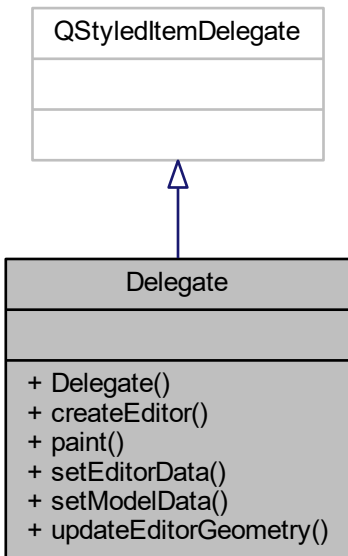 QStyledItemDelegate
Delegate
+ Delegate()
+ createEditor()
+ paint()
+ setEditorData()
+ setModelData()
+ updateEditorGeometry()